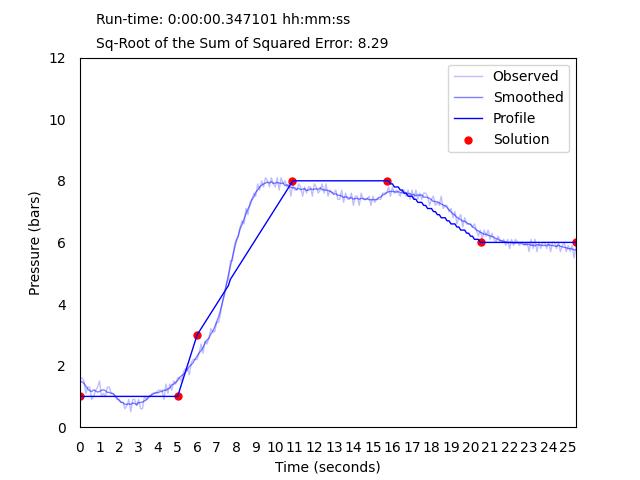 Run-time: 0:00:00.347101 hh:mm:ss
Sq-Root of the Sum of Squared Error: 8.29
12
10
8
6
4
2
0
Pressure (bars)
Observed
Smoothed
Profile
Solution
0 1 2 3 4 5 6 7 8 9 10 11 12 13 14 15 16 17 18 19 20 21 22 23 24 25
Time (seconds)